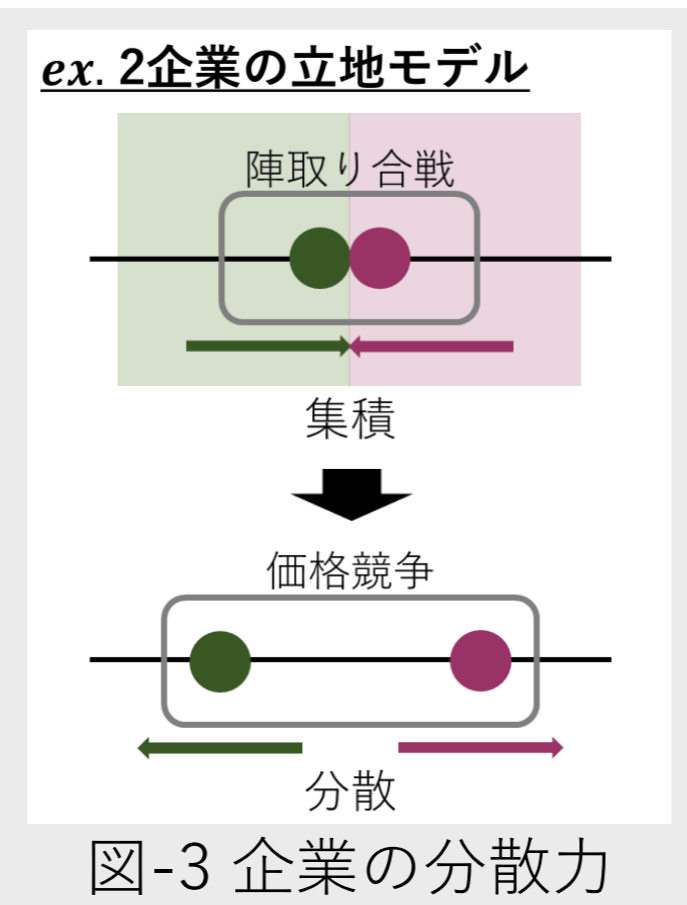 ex. 2企業の立地モデル
陣取り合戦
集積
価格競争
分散
図-3 企業の分散力